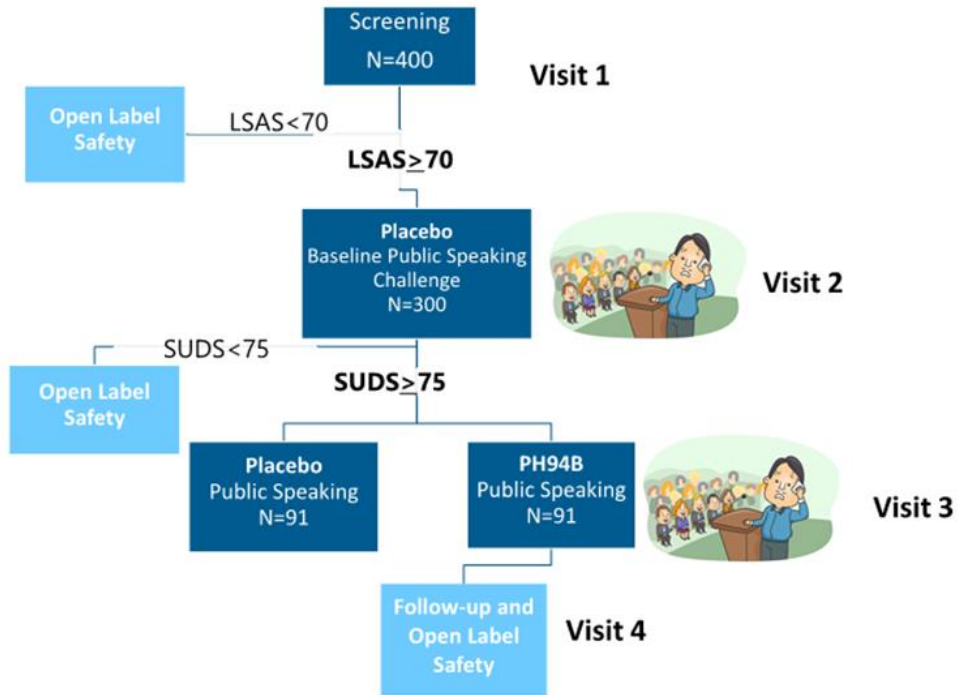 Screening
N=400
Visit 1
Open Label
Safety
LSAS<70
LSAS≥70
Placebo
Baseline Public Speaking
Challenge
N=300
Visit 2
SUDS<75
Open Label
Safety
SUDS≥75
Placebo
Public Speaking
N=91
PH94B
Public Speaking
N=91
Visit 3
Follow-up and
Open Label
Safety
Visit 4